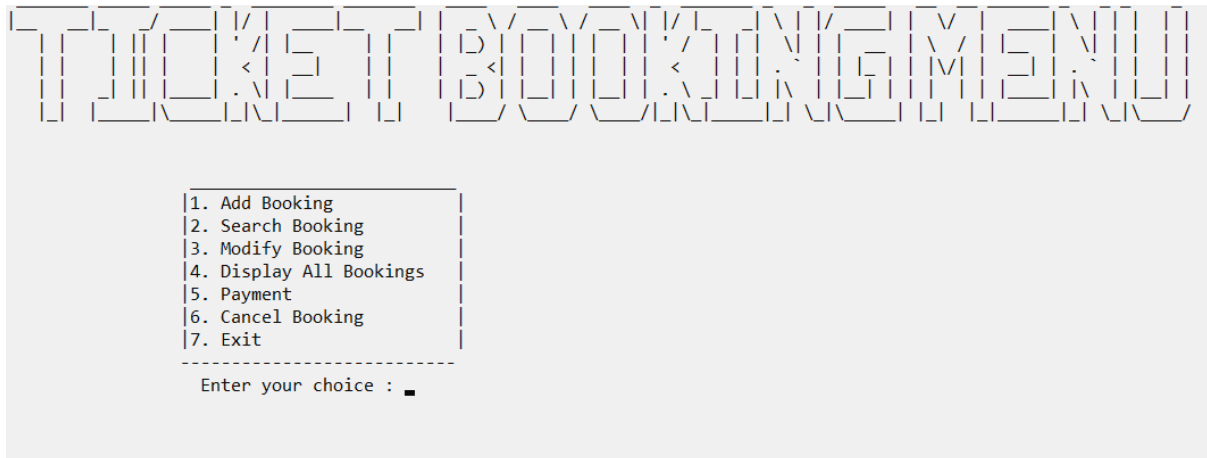 TICKET BOOKING MENU
1. Add Booking
2. Search Booking
3. Modify Booking
4. Display All Bookings
5. Payment
6. Cancel Booking
7. Exit
Enter your choice :